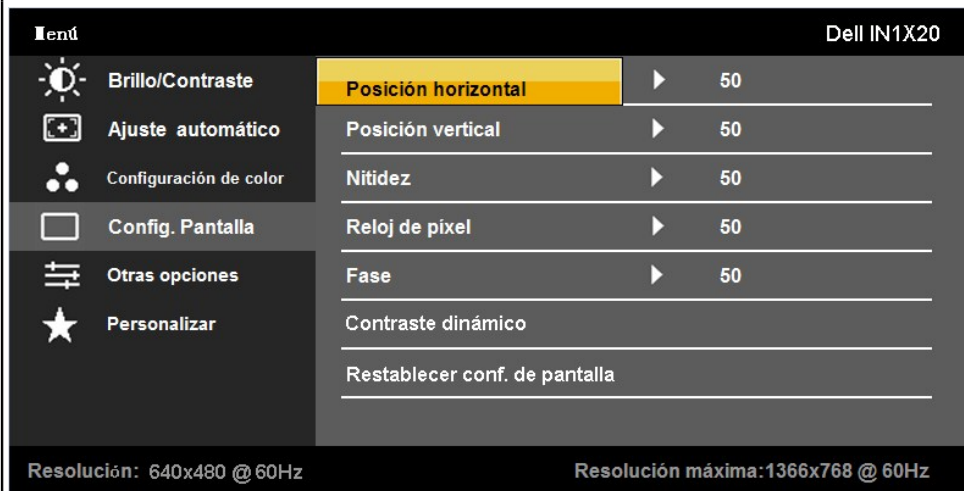 Menú
Dell IN1X20
Brillo/Contraste
Ajuste automático
Configuración de color
Config. Pantalla
Otras opciones
Personalizar
Posición horizontal 50
Posición vertical 50
Nitidez 50
Reloj de píxel 50
Fase 50
Contraste dinámico
Restablecer conf. de pantalla
Resolución: 640x480 @60Hz
Resolución máxima:1366x768 @ 60Hz